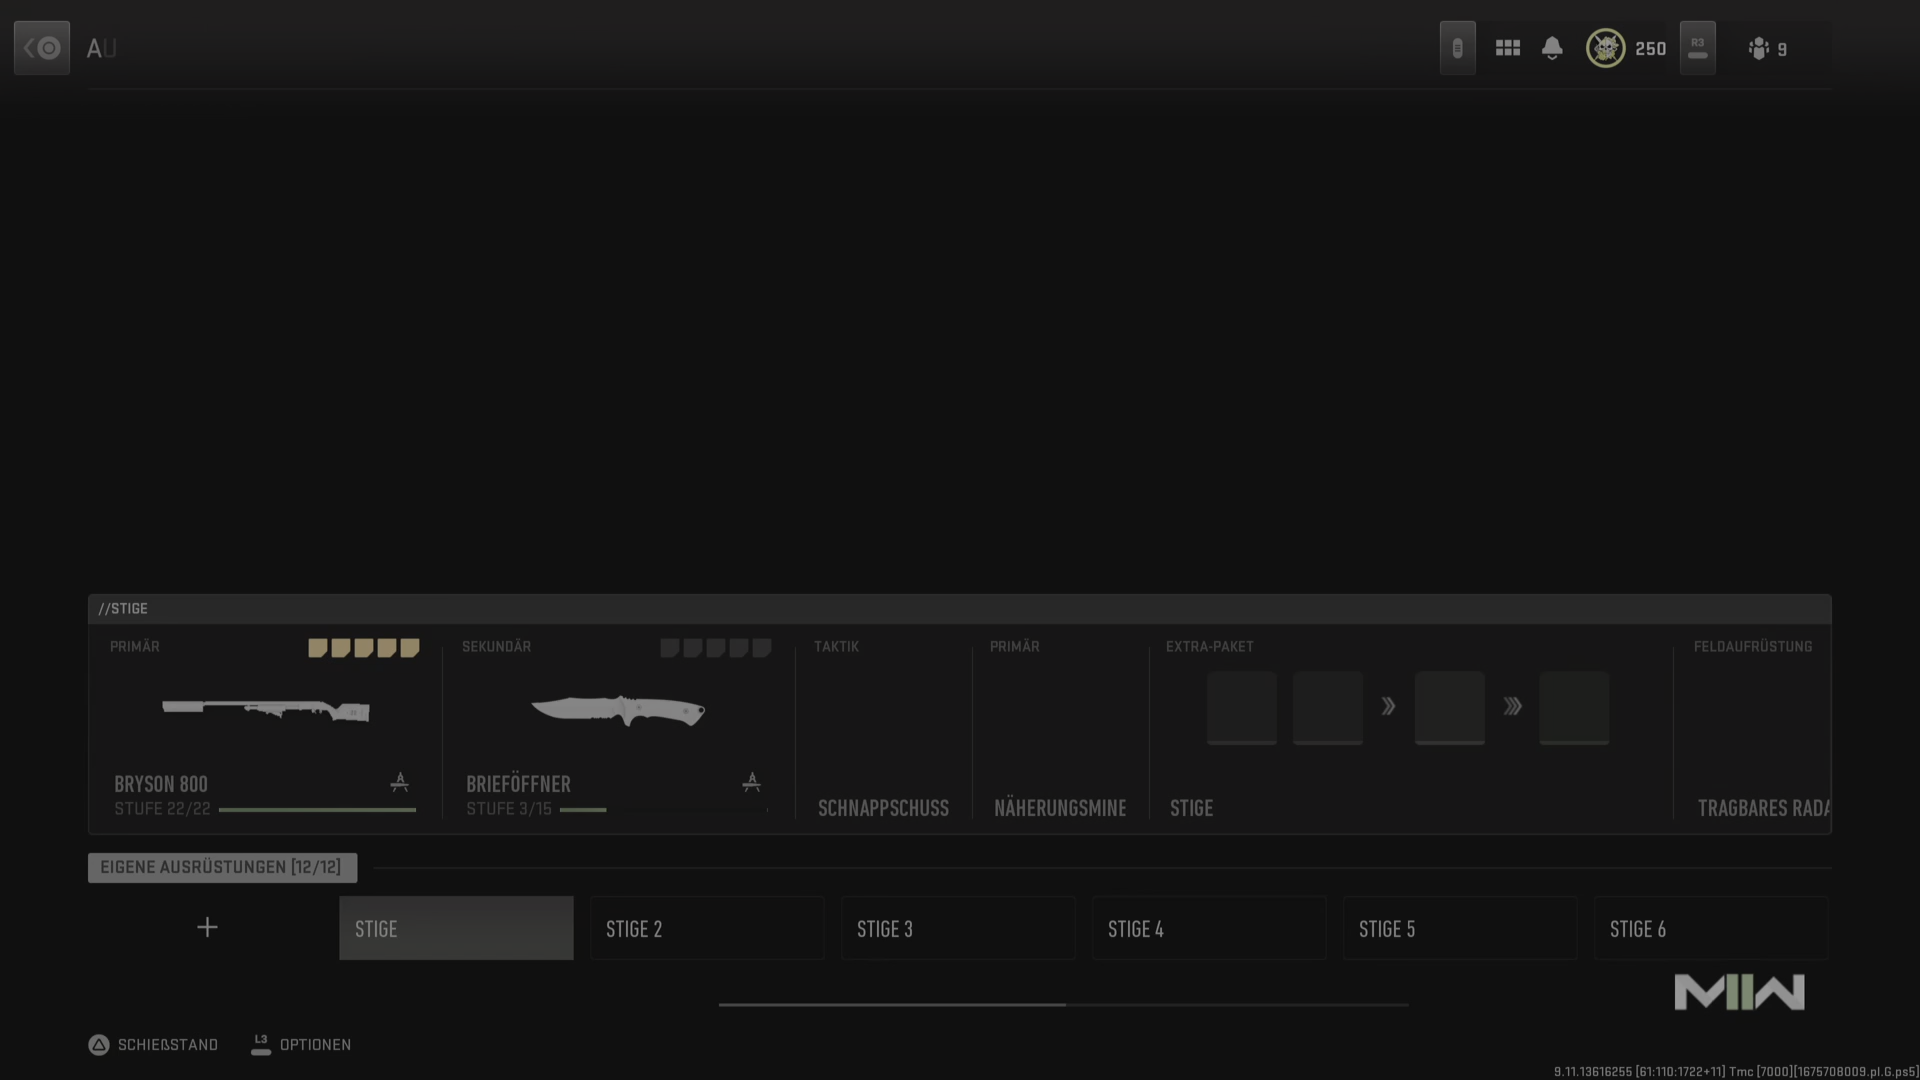 AU
250
R3
9
//STIGE
PRIMÄR
SEKUNDÄR
TAKTIK
PRIMÄR
EXTRA-PAKET
FELDAUFRÜSTUNG
BRYSON 800
STUFE 22/22
BRIEFÖFFNER
STUFE 3/15
SCHNAPPSCHUSS
NÄHERUNGSMINE
STIGE
TRAGBARES RADA
EIGENE AUSRÜSTUNGEN [12/12]
+
STIGE
STIGE 2
STIGE 3
STIGE 4
STIGE 5
STIGE 6
MIIW
SCHIEẞSTAND
L3
OPTIONEN
9.11.13616255 [61:110:1722+11] Tmc [7000][1675708009.pl.G.ps5]